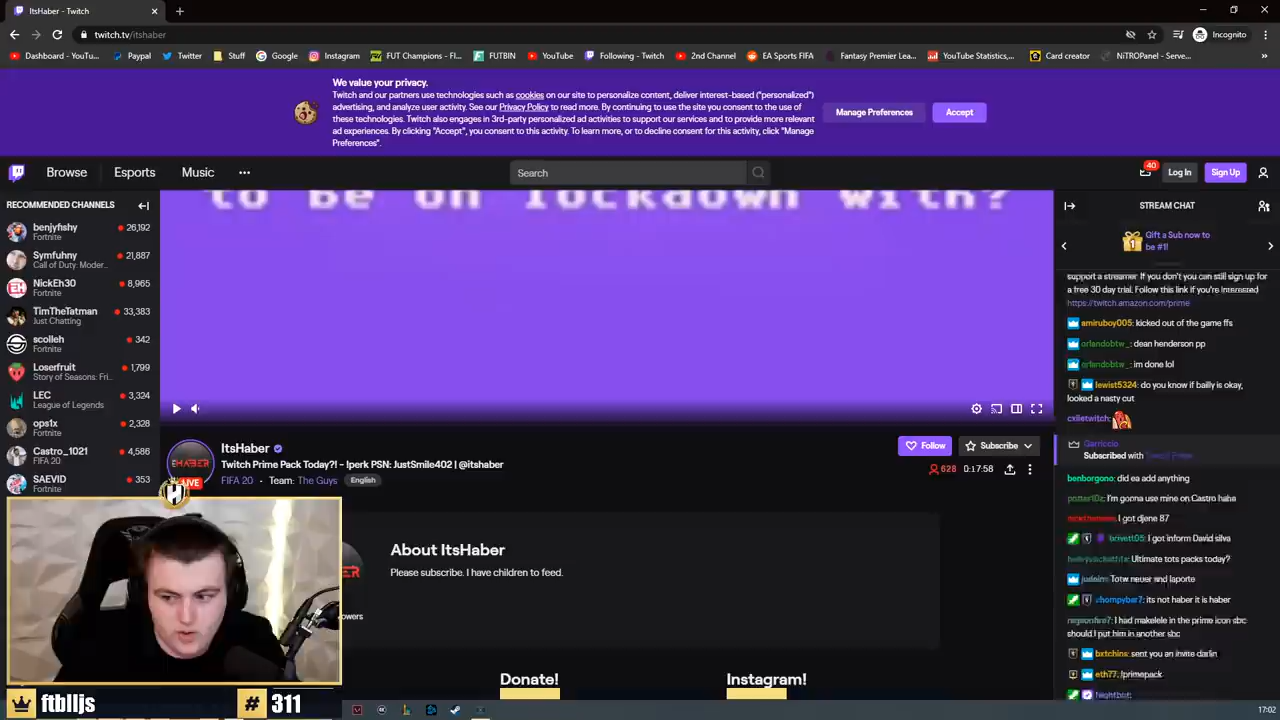 ItsHaber - Twitch
twitch.tv/itshaber
Incognito
Dashboard - YouTu...
Paypal
Twitter
Stuff
Google
Instagram
FUT Champions - FI...
FUTBIN
YouTube
Following - Twitch
2nd Channel
EA Sports FIFA
Fantasy Premier Lea...
YouTube Statistics,...
Card creator
NiTROPanel - Serve...
We value your privacy.
Twitch and our partners use technologies such as cookies on our site to personalize content, deliver interest-based ("personalized")
advertising, and analyze user activity. See our Privacy Policy to read more. By continuing to use the site you consent to the use of
these technologies. Twitch also engages in 3rd-party personalized ad activities to support our services and to provide more relevant
ad experiences. By clicking "Accept", you consent to this activity. To learn more, or to decline consent for this activity, click "Manage
Preferences".
Manage Preferences
Accept
Browse
Esports
Music
Search
40
Log In
Sign Up
RECOMMENDED CHANNELS
benjyfishy
26,192
Fortnite
Symfuhny
21,887
Call of Duty: Moder...
NickEh30
8,965
Fortnite
TimTheTatman
33,383
Just Chatting
scolleh
342
Fortnite
Loserfruit
1,799
Story of Seasons: Fri...
LEC
3,324
League of Legends
ops1x
2,328
Fortnite
Castro_1021
4,586
FIFA 20
SAEVID
353
Fortnite
to be on lockdown with?
ItsHaber
Twitch Prime Pack Today?! - !perk PSN: JustSmile402 | @itshaber
FIFA 20 · Team: The Guys
English
HABER
LIVE
Follow
Subscribe
628
0:17:58
About ItsHaber
Please subscribe. I have children to feed.
owers
Donate!
Instagram!
STREAM CHAT
Gift a Sub now to
be #1!
support a streamer. If you don't you can still sign up for
a free 30 day trial. Follow this link if you're interested
https://twitch.amazon.com/prime
amiruboy005: kicked out of the game ffs
orlandobtw_: dean henderson pp
orlandobtw_: im done lol
lewist5324: do you know if bailly is okay,
looked a nasty cut
cxlietwitch:
Garriccio
Subscribed with Twitch Prime
benborgono: did ea add anything
potter10z: I'm gonna use mine on Castro haha
I got djene 87
brivett05: I got inform David silva
Ultimate tots packs today?
Totw neuer and laporte
zhompyber7: its not haber it is haber
I had makelele in the prime icon sbc
should I put him in another sbc
bxtchins: sent you an invite darlin
eth77: !primepack
Nightbot:
ftblljs
# 311
17:02